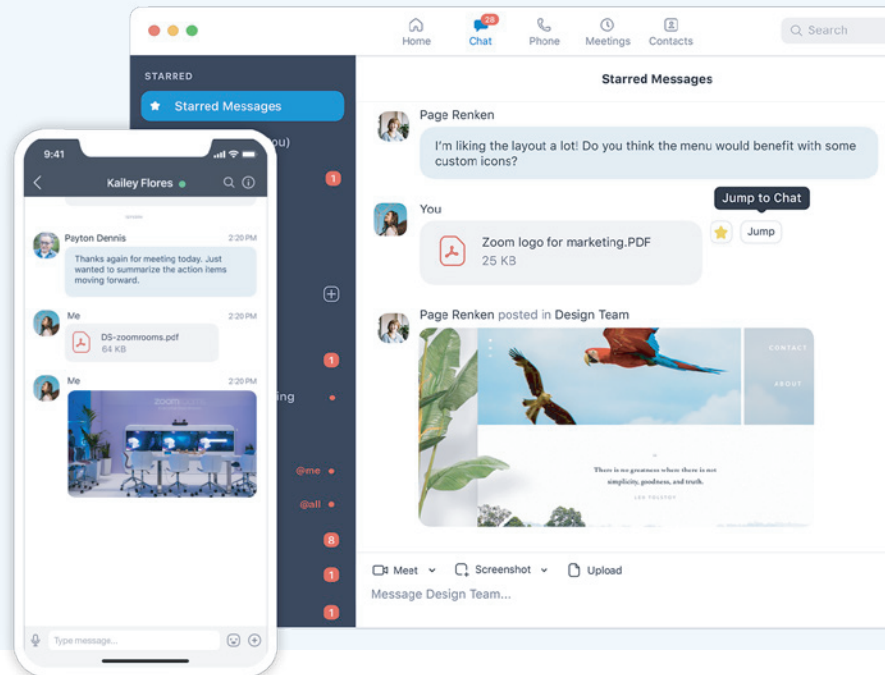 28
Home
Chat
Phone
Meetings
Contacts
Search
STARRED
Starred Messages
ou)
1
1
ing
@me
@all
8
1
1
Starred Messages
Page Renken
I'm liking the layout a lot! Do you think the menu would benefit with some
custom icons?
You
Jump to Chat
Zoom logo for marketing.PDF
25 KB
Jump
Page Renken posted in Design Team
CONTACT
ABOUT
There is no greatness where there is not
simplicity, goodness, and truth.
LEO TOLSTOY
Meet
Screenshot
Upload
Message Design Team...
9:41
Kailey Flores
Payton Dennis
2:20 PM
Thanks again for meeting today. Just
wanted to summarize the action items
moving forward.
Me
2:20 PM
DS-zoomrooms.pdf
64 KB
Me
2:20 PM
zoomrooms
Type message...